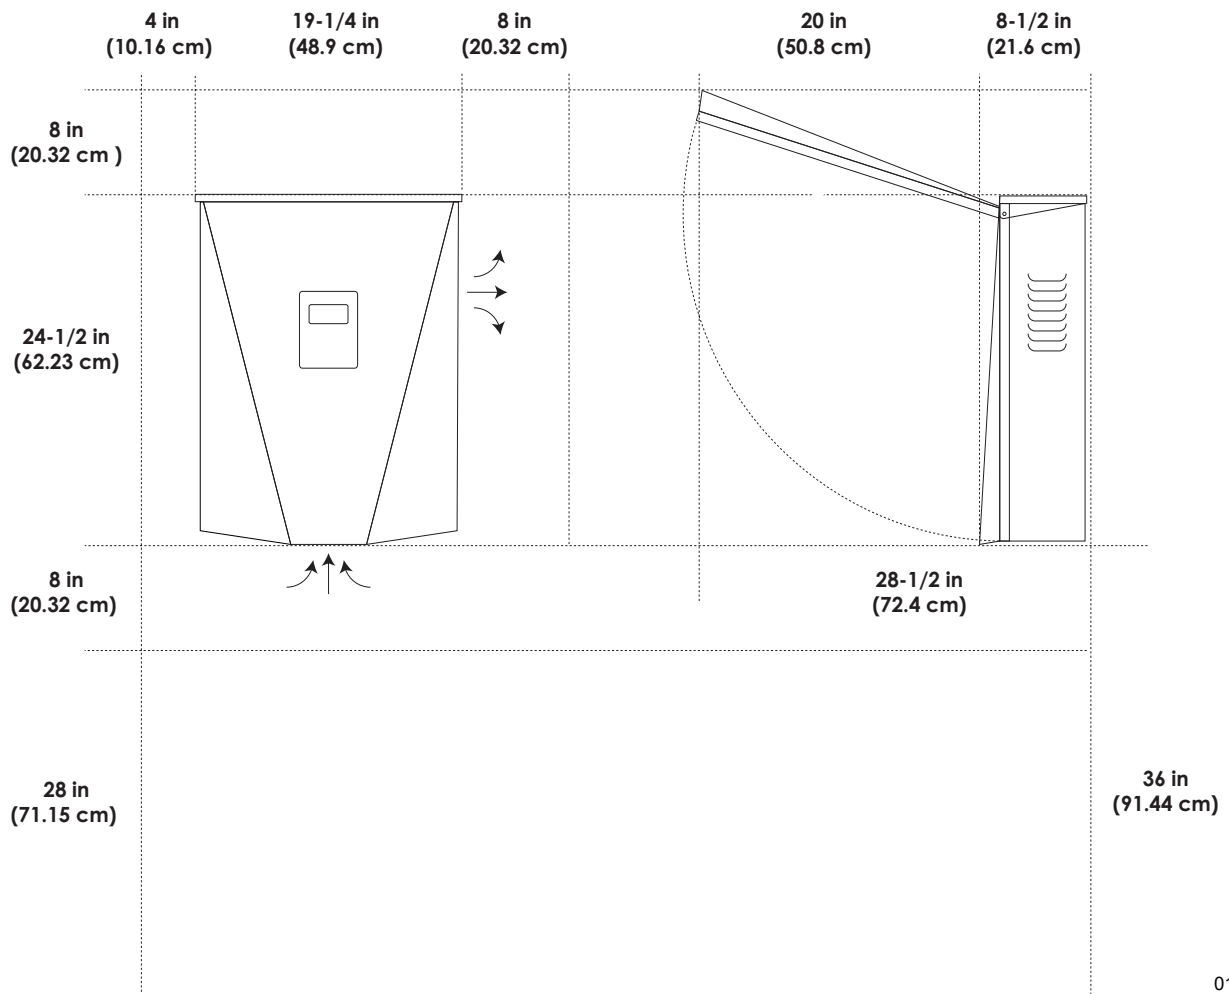 4 in
(10.16 cm)
19-1/4 in
(48.9 cm)
8 in
(20.32 cm)
20 in
(50.8 cm)
8-1/2 in
(21.6 cm)
8 in
(20.32 cm )
24-1/2 in
(62.23 cm)
8 in
(20.32 cm)
28-1/2 in
(72.4 cm)
28 in
(71.15 cm)
36 in
(91.44 cm)
01